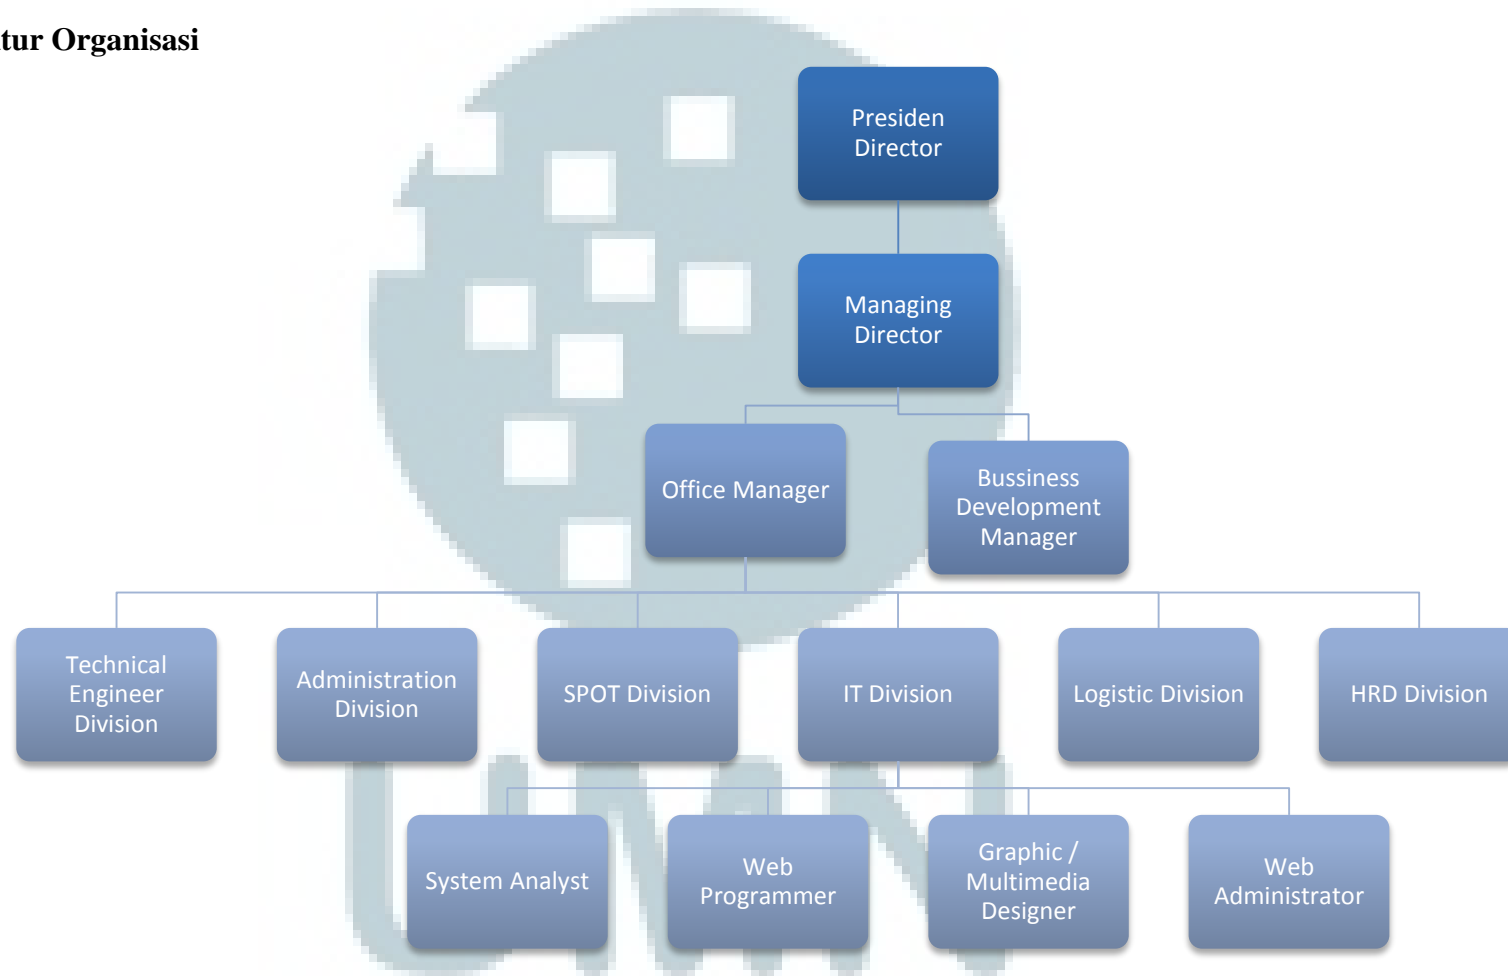 tur Organisasi
Presiden
Director
Managing
Director
Office Manager
Bussiness
Development
Manager
Technical
Engineer
Division
Administration
Division
SPOT Division
IT Division
Logistic Division
HRD Division
System Analyst
Web
Programmer
Graphic /
Multimedia
Designer
Web
Administrator
UMN